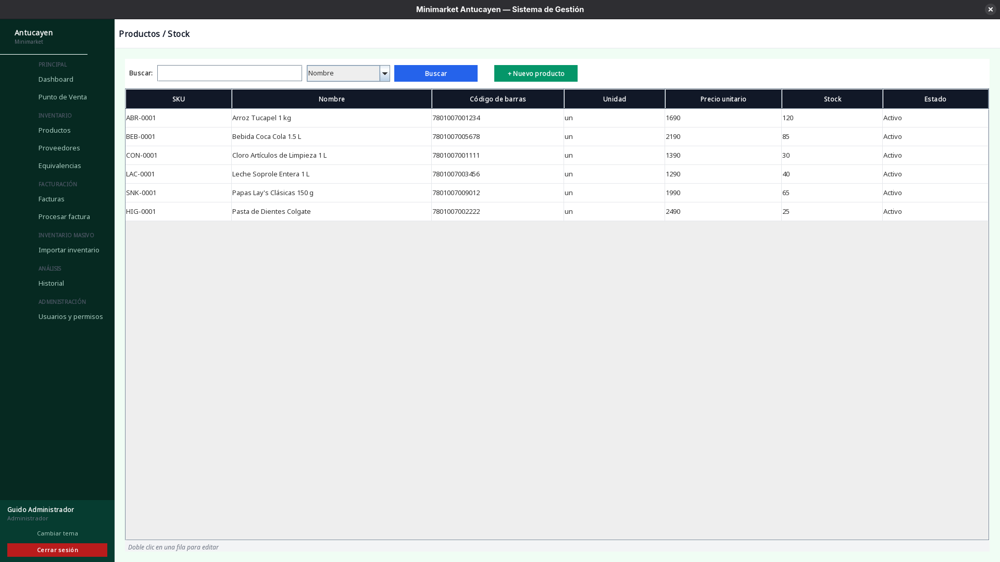 Minimarket Antucayen — Sistema de Gestión
Antucayen
Minimarket
PRINCIPAL
Dashboard
Punto de Venta
INVENTARIO
Productos
Proveedores
Equivalencias
FACTURACIÓN
Facturas
Procesar factura
INVENTARIO MASIVO
Importar inventario
ANÁLISIS
Historial
ADMINISTRACIÓN
Usuarios y permisos
Guido Administrador
Administrador
Cambiar tema
Cerrar sesión
Productos / Stock
Buscar: Nombre Buscar + Nuevo producto
SKU Nombre Código de barras Unidad Precio unitario Stock Estado
ABR-0001 Arroz Tucapel 1 kg 7801007001234 un 1690 120 Activo
BEB-0001 Bebida Coca Cola 1.5 L 7801007005678 un 2190 85 Activo
CON-0001 Cloro Artículos de Limpieza 1 L 7801007001111 un 1390 30 Activo
LAC-0001 Leche Soprole Entera 1 L 7801007003456 un 1290 40 Activo
SNK-0001 Papas Lay's Clásicas 150 g 7801007009012 un 1990 65 Activo
HIG-0001 Pasta de Dientes Colgate 7801007002222 un 2490 25 Activo
Doble clic en una fila para editar